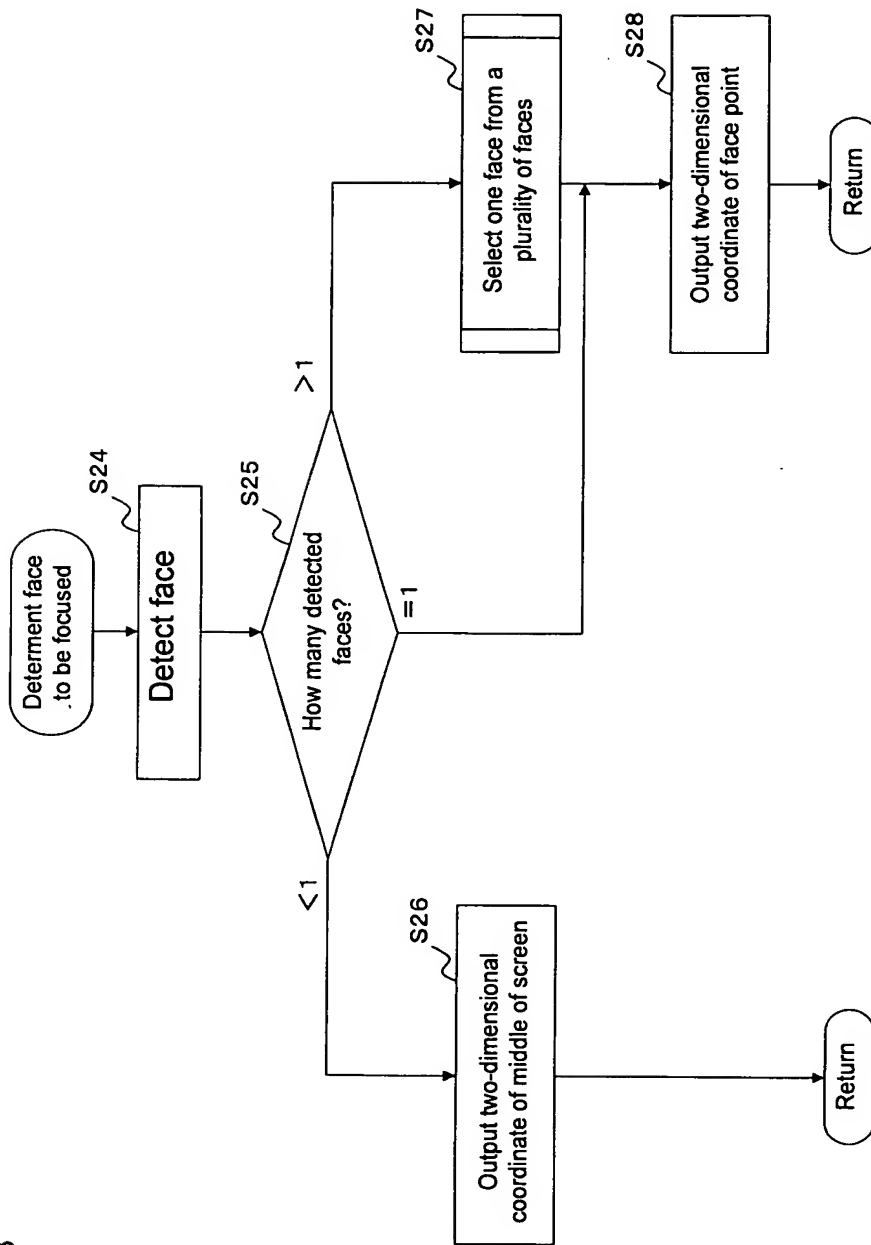 Determent face
to be focused
S24
Detect face
S25
How many detected
faces?
<1
=1
>1
S26
Output two-dimensional
coordinate of middle of screen
Return
S27
Select one face from a
plurality of faces
S28
Output two-dimensional
coordinate of face point
Return